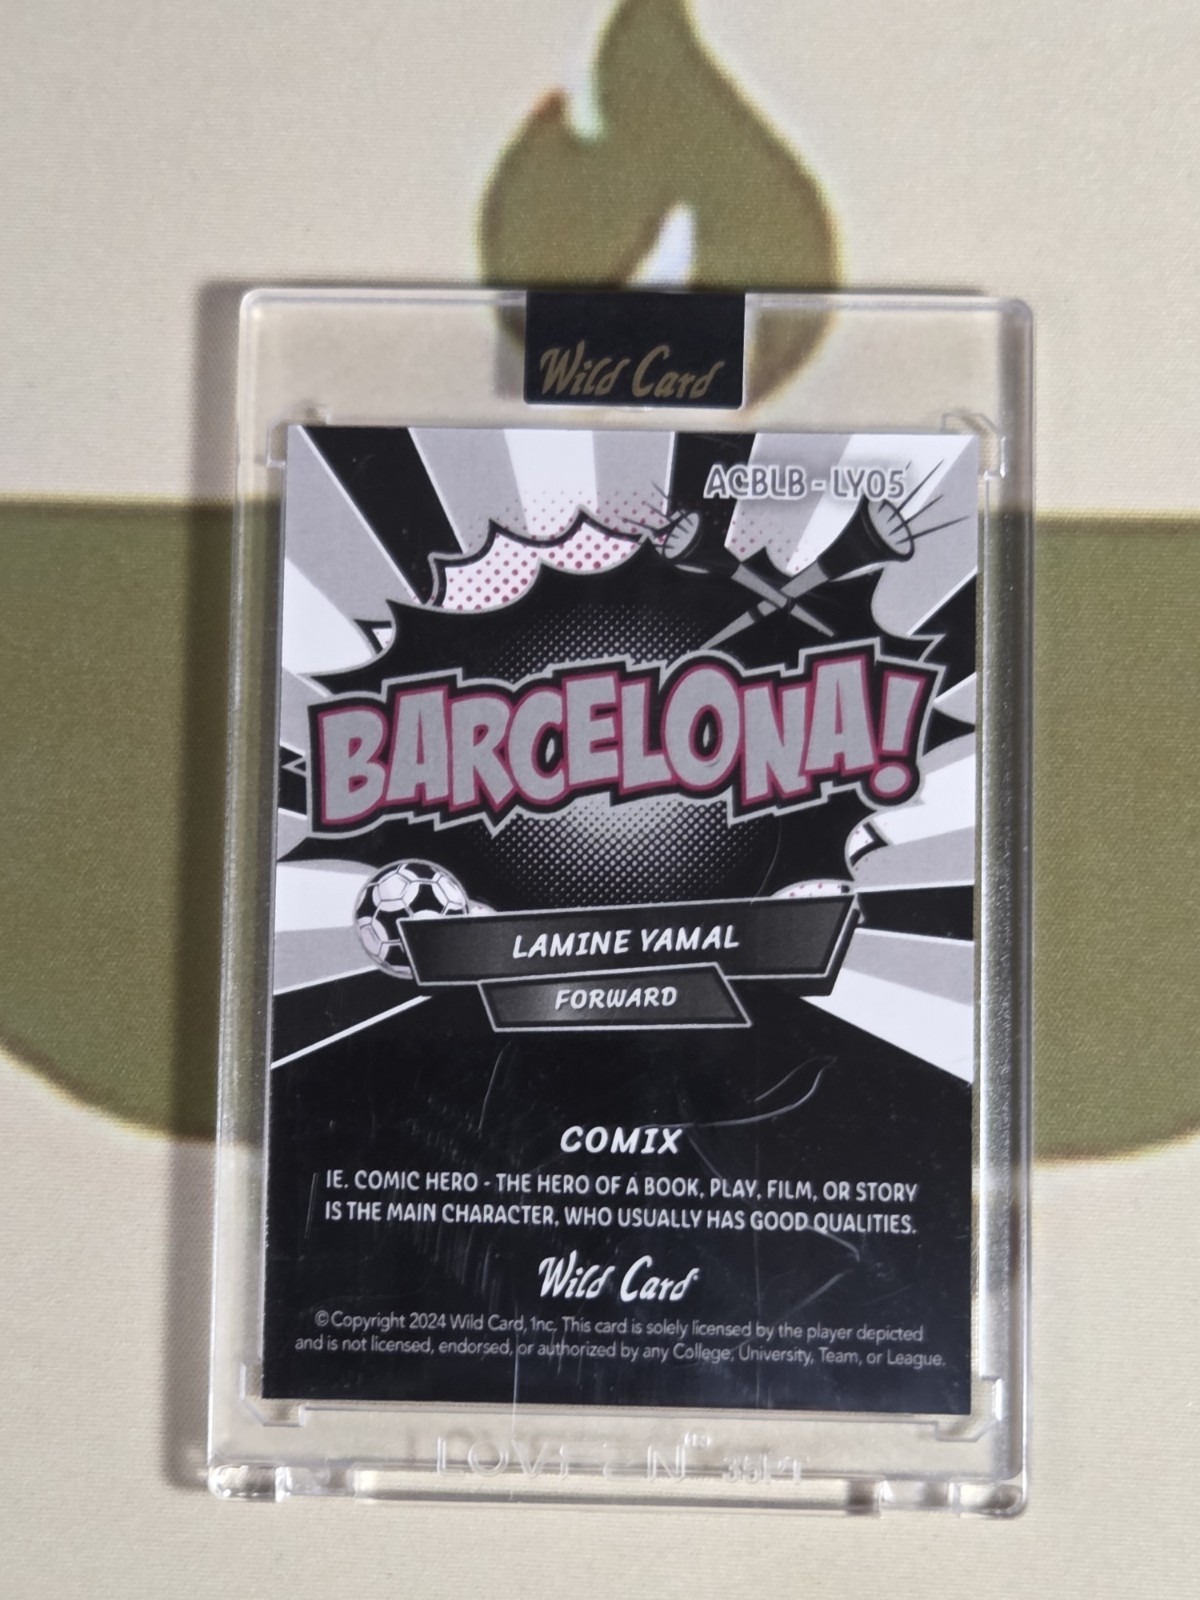 Wild Card
ACBLB - LY05
BARCELONA!
LAMINE YAMAL
FORWARD
COMIX
IE. COMIC HERO - THE HERO OF A BOOK, PLAY, FILM, OR STORY
IS THE MAIN CHARACTER, WHO USUALLY HAS GOOD QUALITIES.
Wild Card
© Copyright 2024 Wild Card, Inc. This card is solely licensed by the player depicted
and is not licensed, endorsed, or authorized by any College, University, Team, or League.
35PT